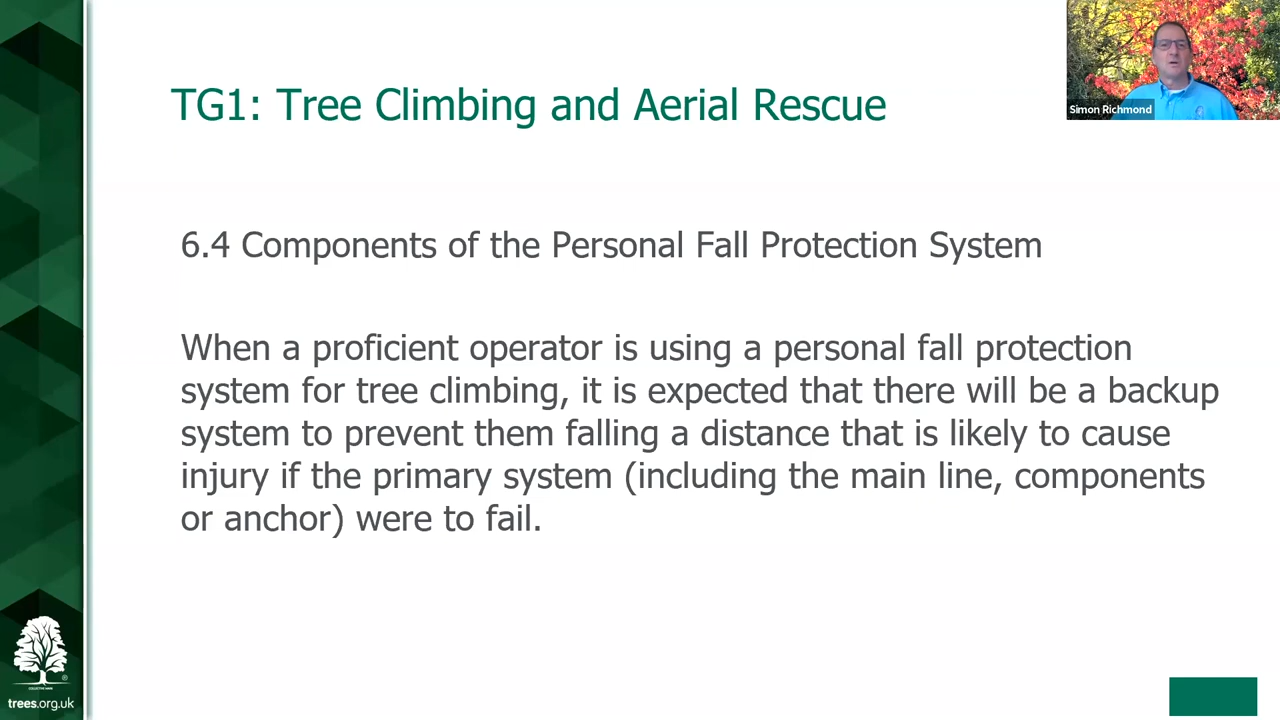 TG1: Tree Climbing and Aerial Rescue
Simon Richmond
6.4 Components of the Personal Fall Protection System
When a proficient operator is using a personal fall protection
system for tree climbing, it is expected that there will be a backup
system to prevent them falling a distance that is likely to cause
injury if the primary system (including the main line, components
or anchor) were to fail.
COLLECTIVE MARK
®
trees.org.uk